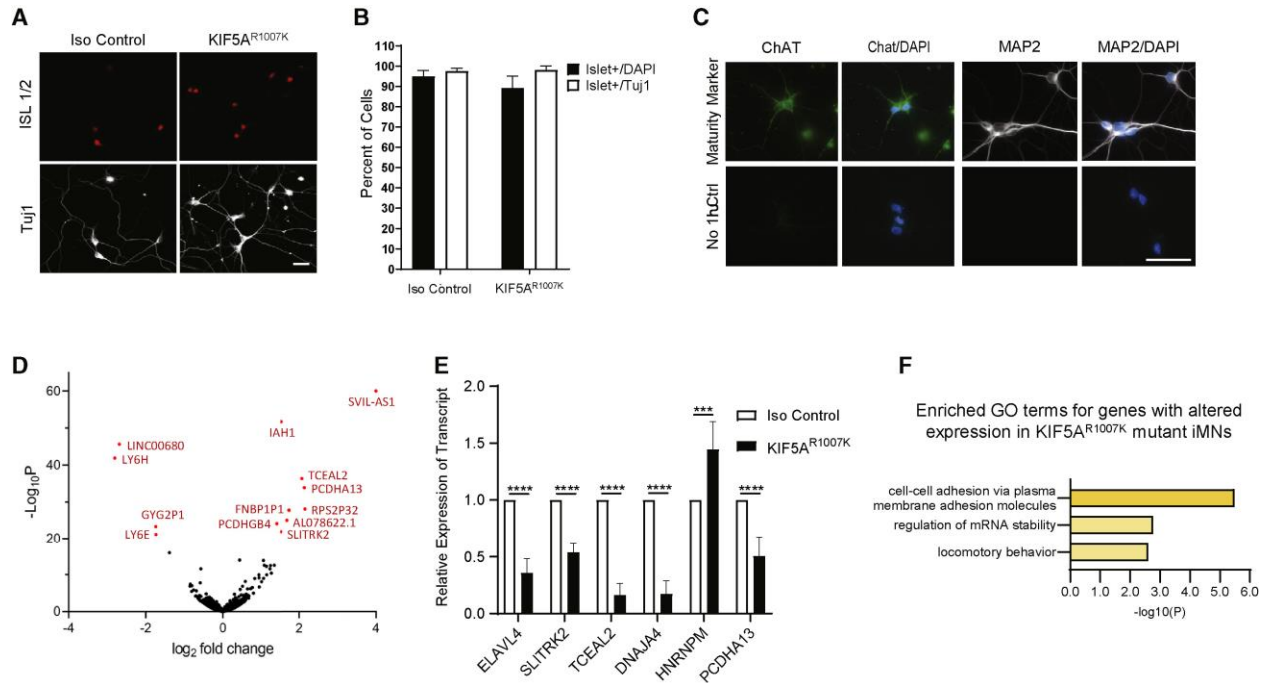 A
Iso Control
KIF5A^R1007K
ISL 1/2
Tuj1
B
Percent of Cells
110
100
90
80
70
60
50
40
30
20
10
0
Islet+/DAPI
Islet+/Tuj1
Iso Control
KIF5A^R1007K
C
ChAT
Chat/DAPI
MAP2
MAP2/DAPI
Maturity Marker
No 1hCtrl
D
-Log10P
60
40
20
0
-4
-2
0
2
4
log2 fold change
SVIL-AS1
IAH1
LINC00680
LY6H
TCEAL2
PCDHA13
FNBP1P1
RPS2P32
GYG2P1
PCDHGB4
AL078622.1
LY6E
SLITRK2
E
Relative Expression of Transcript
2.0
1.5
1.0
0.5
0.0
Iso Control
KIF5A^R1007K
****
****
****
****
***
****
ELAVL4
SLITRK2
TCEAL2
DNAJA4
HNRNPM
PCDHA13
F
Enriched GO terms for genes with altered
expression in KIF5A^R1007K mutant iMNs
cell-cell adhesion via plasma
membrane adhesion molecules
regulation of mRNA stability
locomotory behavior
0.0 1.0 2.0 3.0 4.0 5.0 6.0
-log10(P)